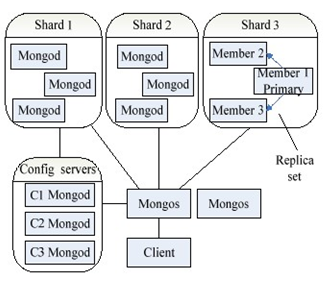 Shard 1
Shard 2
Shard 3
Mongod
Mongod
Mongod
Mongod
Mongod
Mongod
Member 2
Member 1
Primary
Member 3
Replica
set
Config servers
C1 Mongod
C2 Mongod
C3 Mongod
Mongos
Mongos
Client